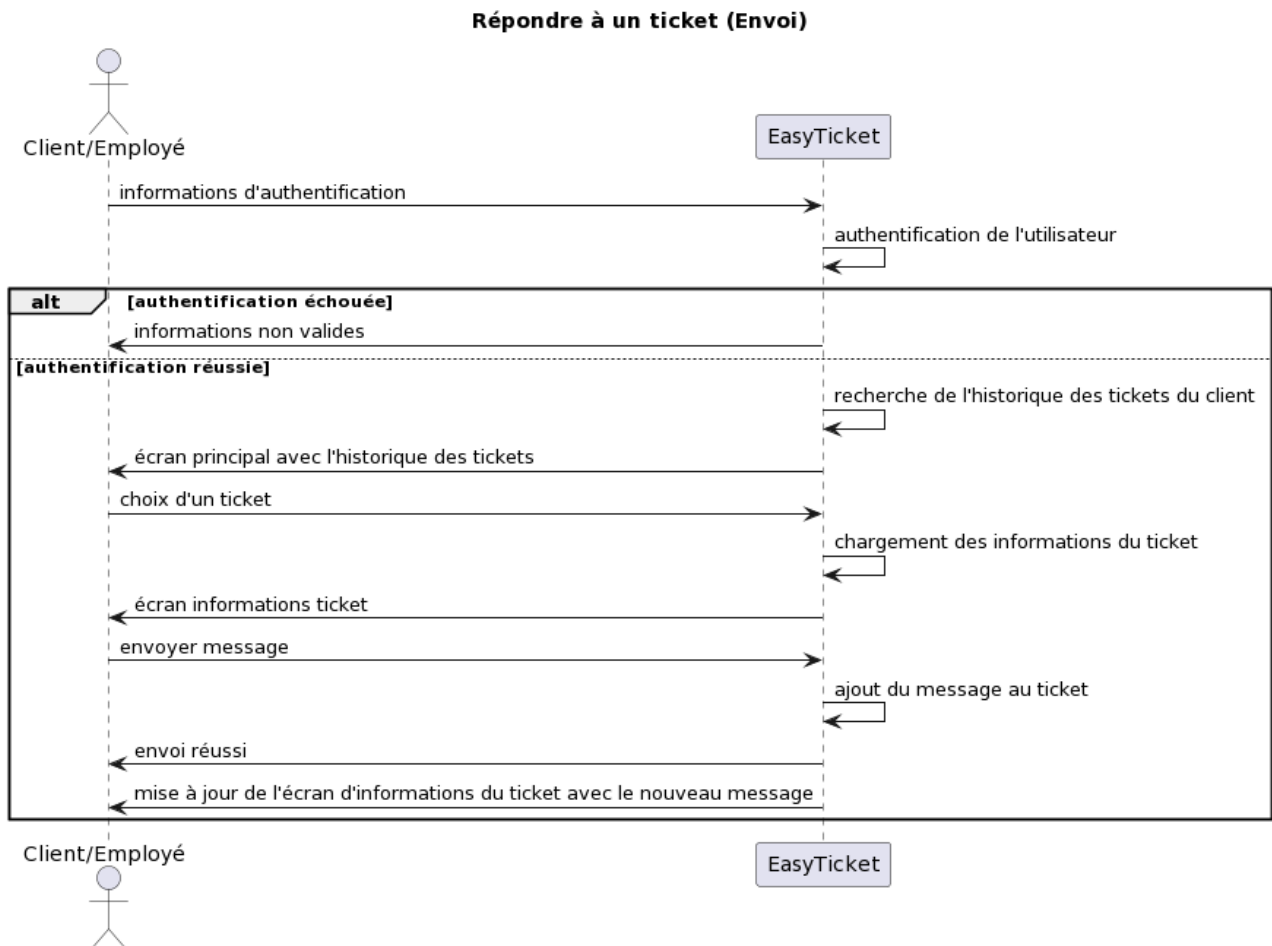 Répondre à un ticket (Envoi)
Client/Employé
EasyTicket
informations d'authentification
authentification de l'utilisateur
alt
[authentification échouée]
informations non valides
[authentification réussie]
recherche de l'historique des tickets du client
écran principal avec l'historique des tickets
choix d'un ticket
chargement des informations du ticket
écran informations ticket
envoyer message
ajout du message au ticket
envoi réussi
mise à jour de l'écran d'informations du ticket avec le nouveau message
Client/Employé
EasyTicket